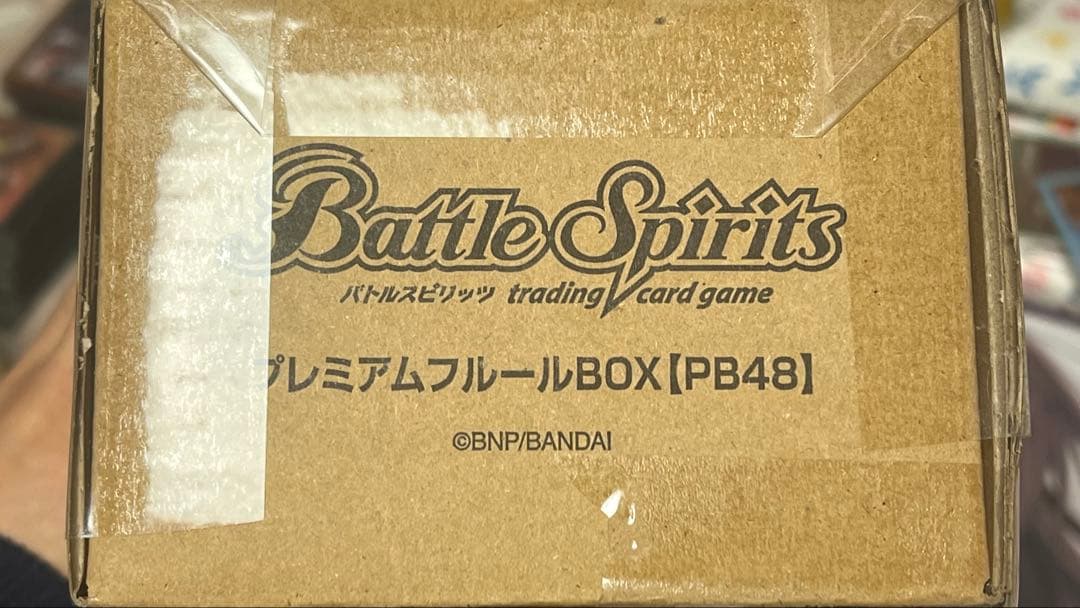 Battle Spirits
バトルスピリッツ trading card game
プレミアムフルールBOX【PB48】
©BNP/BANDAI